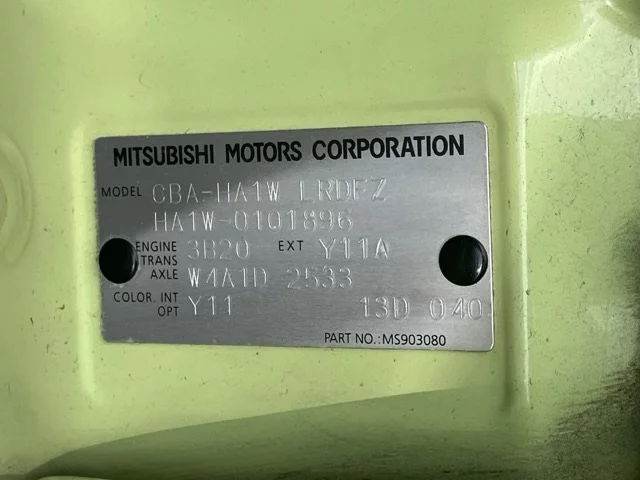 MITSUBISHI MOTORS CORPORATION
MODEL CBA-HA1W LRDFZ
HA1W-0101896
ENGINE 3B20 EXT Y11A
TRANS
AXLE W4A1D 2533
COLOR. INT Y11 13D 040
OPT
PART NO.:MS903080